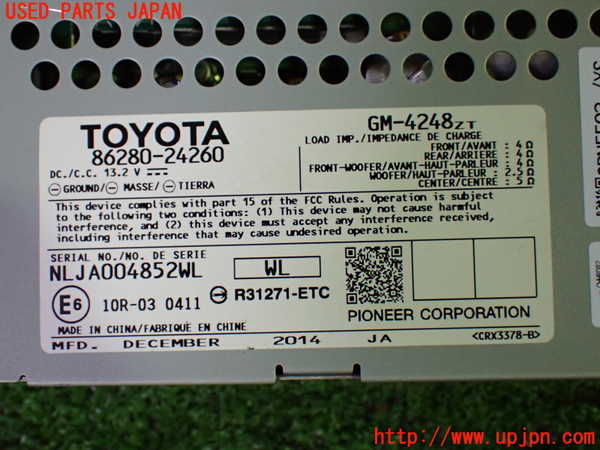 USED PARTS JAPAN
TOYOTA
86280-24260
DC./C.C. 13.2 V
GROUND/ MASSE/ TIERRA
GM-4248ZT
LOAD IMP./IMPEDANCE DE CHARGE
FRONT/AVANT : 4Ω
REAR/ARRIERE : 4Ω
FRONT-WOOFER/AVANT-HAUT-PARLEUR : 4Ω
WOOFER/HAUT-PARLEUR : 2.5Ω
CENTER/CENTRE : 5Ω
This device complies with part 15 of the FCC Rules. Operation is subject
to the following two conditions: (1) This device may not cause harmful
interference, and (2) this device must accept any interference received,
including interference that may cause undesired operation.
SERIAL NO./NO. DE SERIE
NLJA004852WL
WL
E6
10R-03 0411
R31271-ETC
PIONEER CORPORATION
MADE IN CHINA/FABRIQUÉ EN CHINE
MFD. DECEMBER 2014 JA
<CRX3378-B>
http://www.upjpn.com/